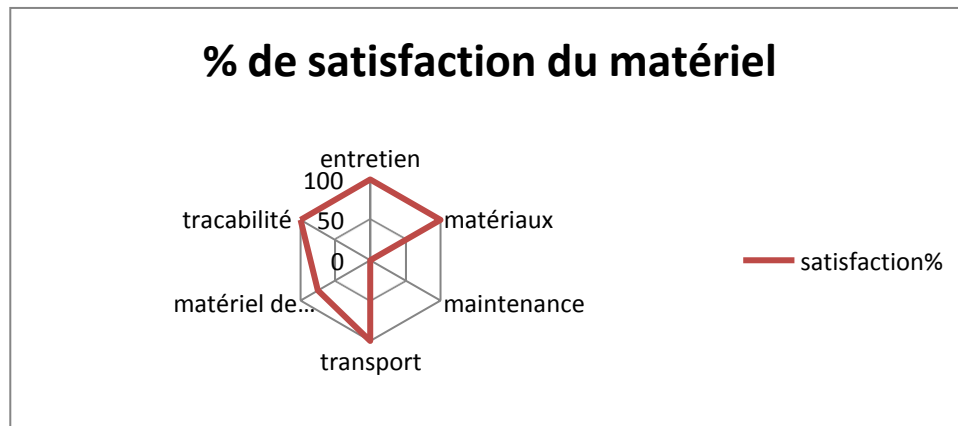 % de satisfaction du matériel
entretien
100
tracabilité
50
matériaux
0
satisfaction%
matériel de...
maintenance
transport